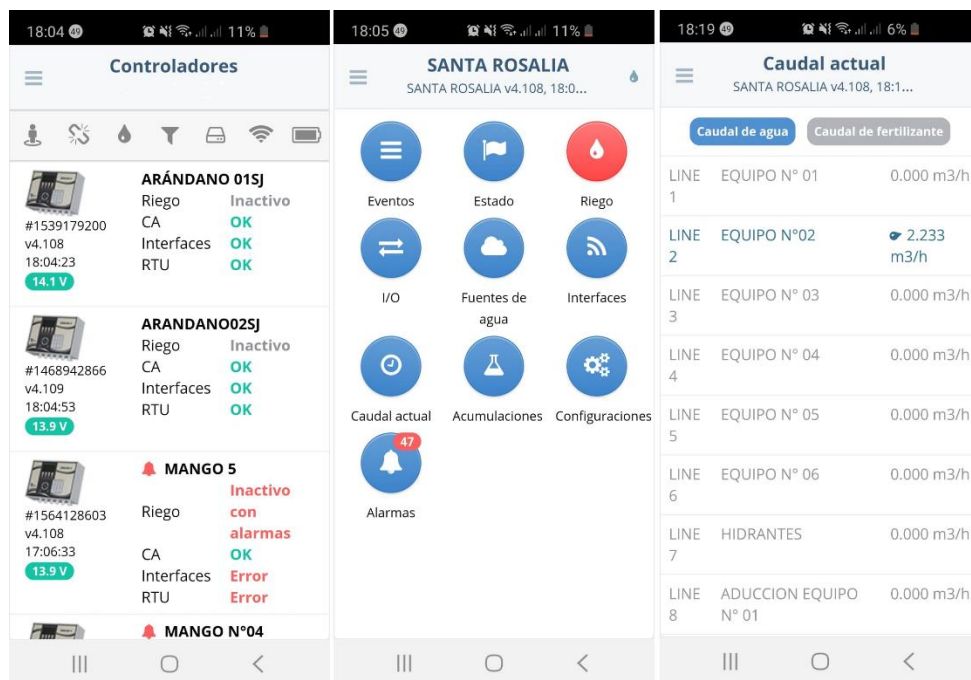 18:04 49 11%
Controladores
ARÁNDANO 01SJ
Riego Inactivo
#1539179200
CA OK
v4.108
Interfaces OK
18:04:23
RTU OK
14.1 V
ARANDANO02SJ
Riego Inactivo
#1468942866
CA OK
v4.109
Interfaces OK
18:04:53
RTU OK
13.9 V
MANGO 5
Riego Inactivo con alarmas
#1564128603
v4.108
17:06:33
CA OK
13.9 V
Interfaces Error
RTU Error
MANGO N°04
18:05 49 11%
SANTA ROSALIA
SANTA ROSALIA v4.108, 18:0...
Eventos Estado Riego
I/O Fuentes de agua Interfaces
Caudal actual Acumulaciones Configuraciones
47
Alarmas
18:19 49 6%
Caudal actual
SANTA ROSALIA v4.108, 18:1...
Caudal de agua Caudal de fertilizante
LINE 1 EQUIPO N° 01 0.000 m3/h
LINE 2 EQUIPO N°02 2.233 m3/h
LINE 3 EQUIPO N° 03 0.000 m3/h
LINE 4 EQUIPO N° 04 0.000 m3/h
LINE 5 EQUIPO N° 05 0.000 m3/h
LINE 6 EQUIPO N° 06 0.000 m3/h
LINE 7 HIDRANTES 0.000 m3/h
LINE 8 ADUCCION EQUIPO N° 01 0.000 m3/h